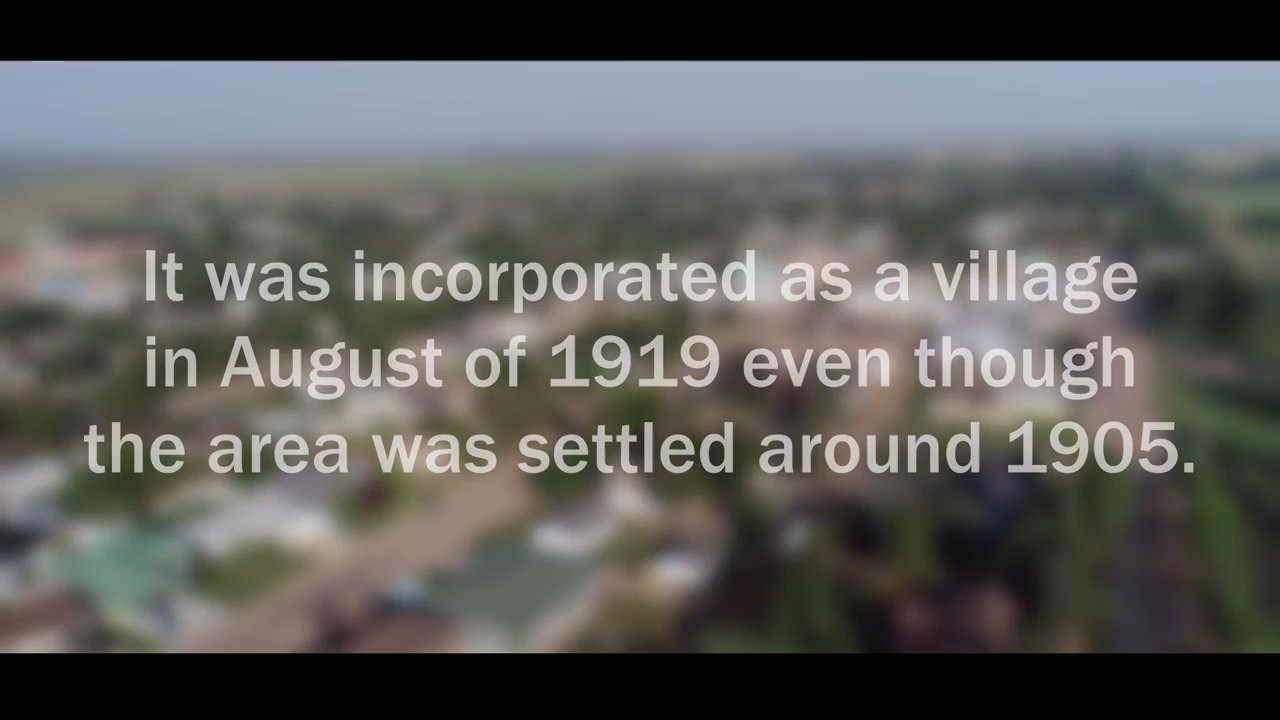 It was incorporated as a village
in August of 1919 even though
the area was settled around 1905.